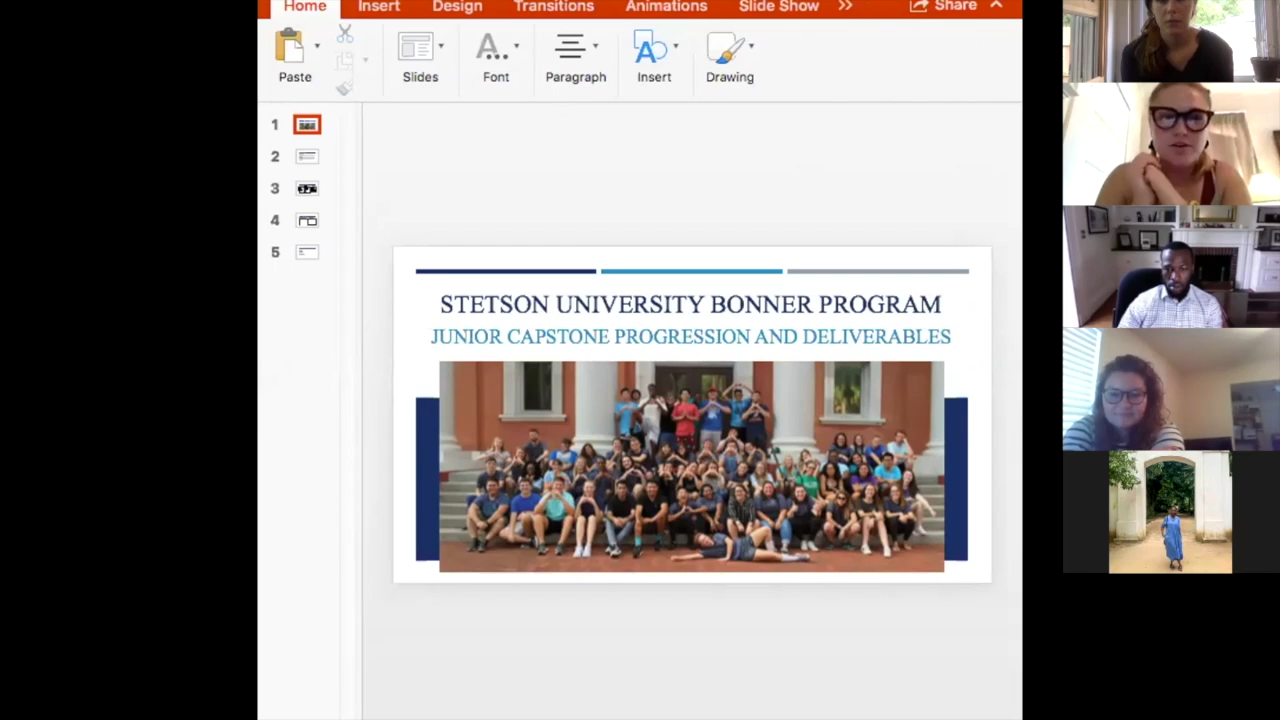 Home Insert Design Transitions Animations Slide Show >> Share
Paste Slides Font Paragraph Insert Drawing
1
2
3
4
5
STETSON UNIVERSITY BONNER PROGRAM
JUNIOR CAPSTONE PROGRESSION AND DELIVERABLES